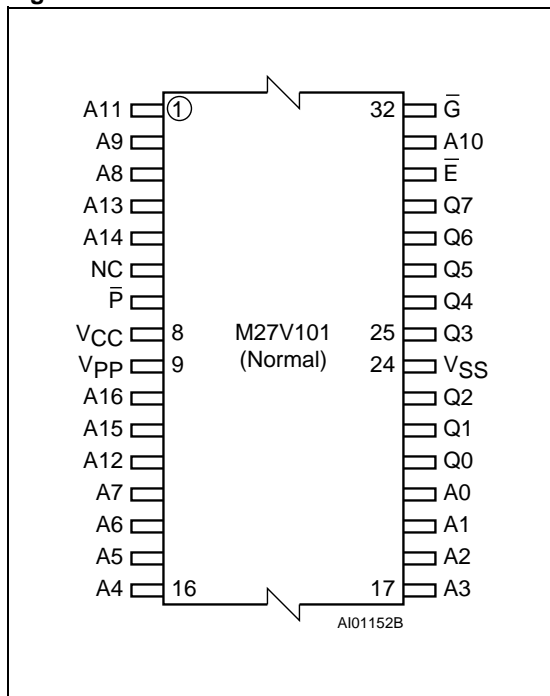 A11 1 32 G̅
A9 A10
A8 E̅
A13 Q7
A14 Q6
NC Q5
P̅ Q4
VCC 8 M27V101 25 Q3
VPP 9 (Normal) 24 VSS
A16 Q2
A15 Q1
A12 Q0
A7 A0
A6 A1
A5 A2
A4 16 17 A3
AI01152B